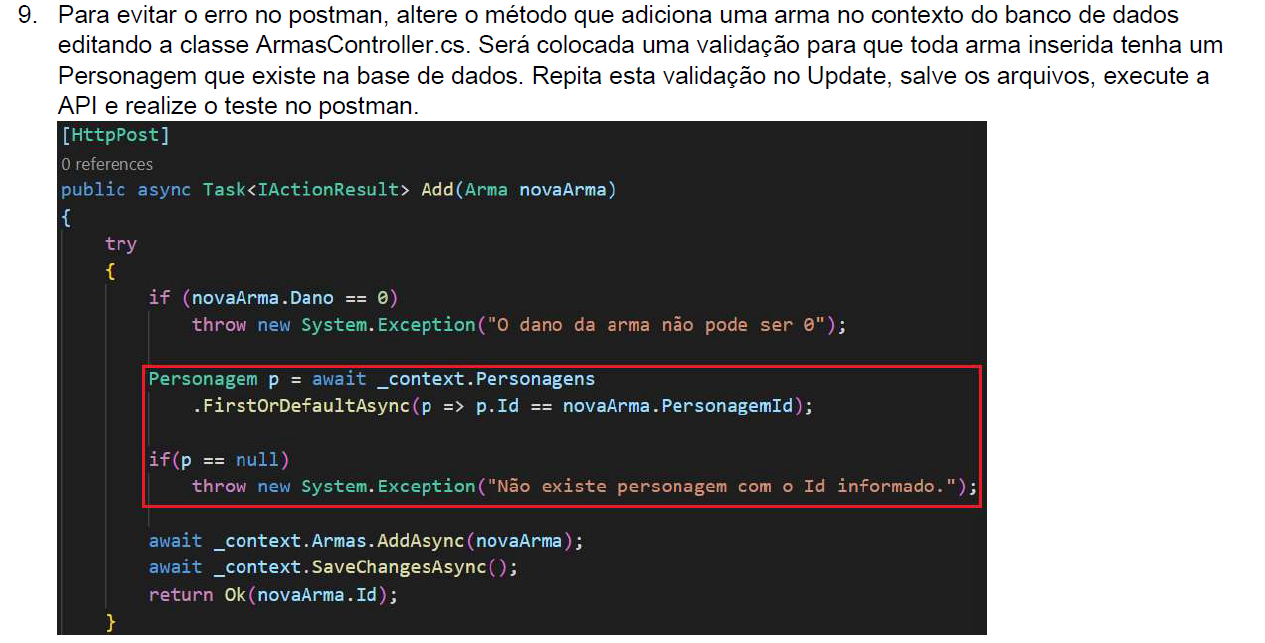 9. Para evitar o erro no postman, altere o método que adiciona uma arma no contexto do banco de dados
editando a classe ArmasController.cs. Será colocada uma validação para que toda arma inserida tenha um
Personagem que existe na base de dados. Repita esta validação no Update, salve os arquivos, execute a
API e realize o teste no postman.
[HttpPost]
0 references
public async Task<IActionResult> Add(Arma novaArma)
{
try
{
if (novaArma.Dano == 0)
throw new System.Exception("O dano da arma não pode ser 0");
Personagem p = await _context.Personagens
.FirstOrDefaultAsync(p => p.Id == novaArma.PersonagemId);
if(p == null)
throw new System.Exception("Não existe personagem com o Id informado.");
await _context.Armas.AddAsync(novaArma);
await _context.SaveChangesAsync();
return Ok(novaArma.Id);
}